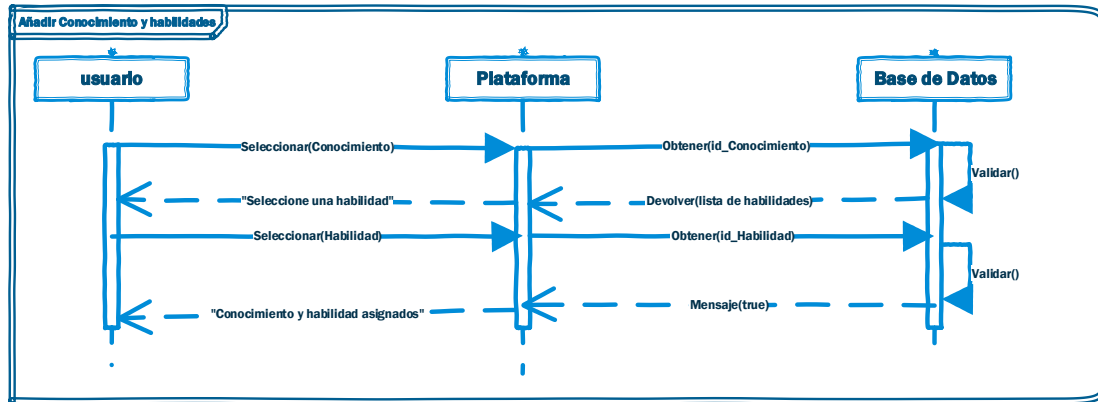 Añadir Conocimiento y habilidades
usuario
Plataforma
Base de Datos
Seleccionar(Conocimiento)
Obtener(id_Conocimiento)
Validar()
"Seleccione una habilidad"
Devolver(lista de habilidades)
Seleccionar(Habilidad)
Obtener(id_Habilidad)
Validar()
Mensaje(true)
"Conocimiento y habilidad asignados"